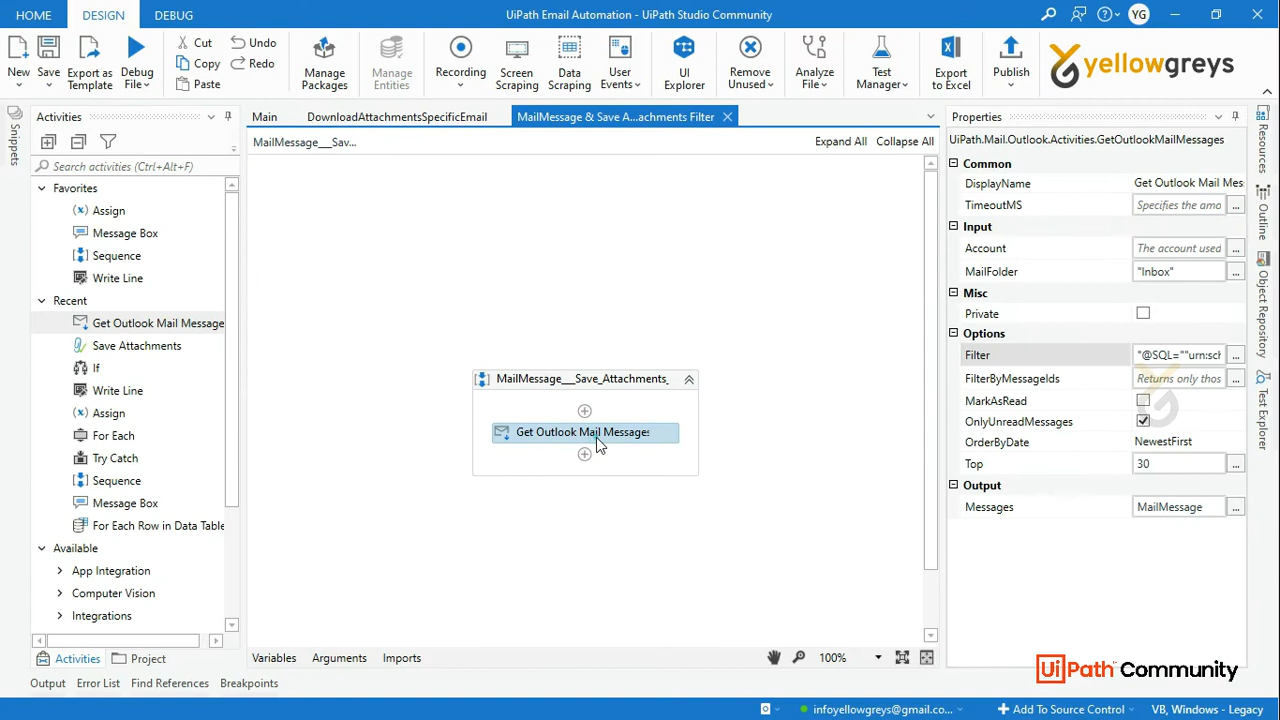 HOME DESIGN DEBUG UiPath Email Automation - UiPath Studio Community YG
New Save Export as Template Debug File Cut Copy Paste Undo Redo Manage Packages Manage Entities Recording Screen Scraping Data Scraping User Events UI Explorer Remove Unused Analyze File Test Manager Export to Excel Publish yellowgreys
Snippets
Activities
Search activities (Ctrl+Alt+F)
Favorites
Assign
Message Box
Sequence
Write Line
Recent
Get Outlook Mail Message
Save Attachments
If
Write Line
Assign
For Each
Try Catch
Sequence
Message Box
For Each Row in Data Table
Available
App Integration
Computer Vision
Integrations
Activities Project
Main DownloadAttachmentsSpecificEmail MailMessage & Save A...achments Filter
MailMessage__Sav... Expand All Collapse All
MailMessage__Save_Attachments_
Get Outlook Mail Messages
Variables Arguments Imports 100%
Properties
UiPath.Mail.Outlook.Activities.GetOutlookMailMessages
Common
DisplayName Get Outlook Mail Mes
TimeoutMS Specifies the amo ...
Input
Account The account used ...
MailFolder "Inbox" ...
Misc
Private
Options
Filter "@SQL=""urn:sch ...
FilterByMessageIds Returns only thos ...
MarkAsRead
OnlyUnreadMessages
OrderByDate NewestFirst
Top 30 ...
Output
Messages MailMessage ...
UiPath Community
Resources
Outline
Object Repository
Test Explorer
Output Error List Find References Breakpoints
infoyellowgreys@gmail.co... Add To Source Control VB, Windows - Legacy